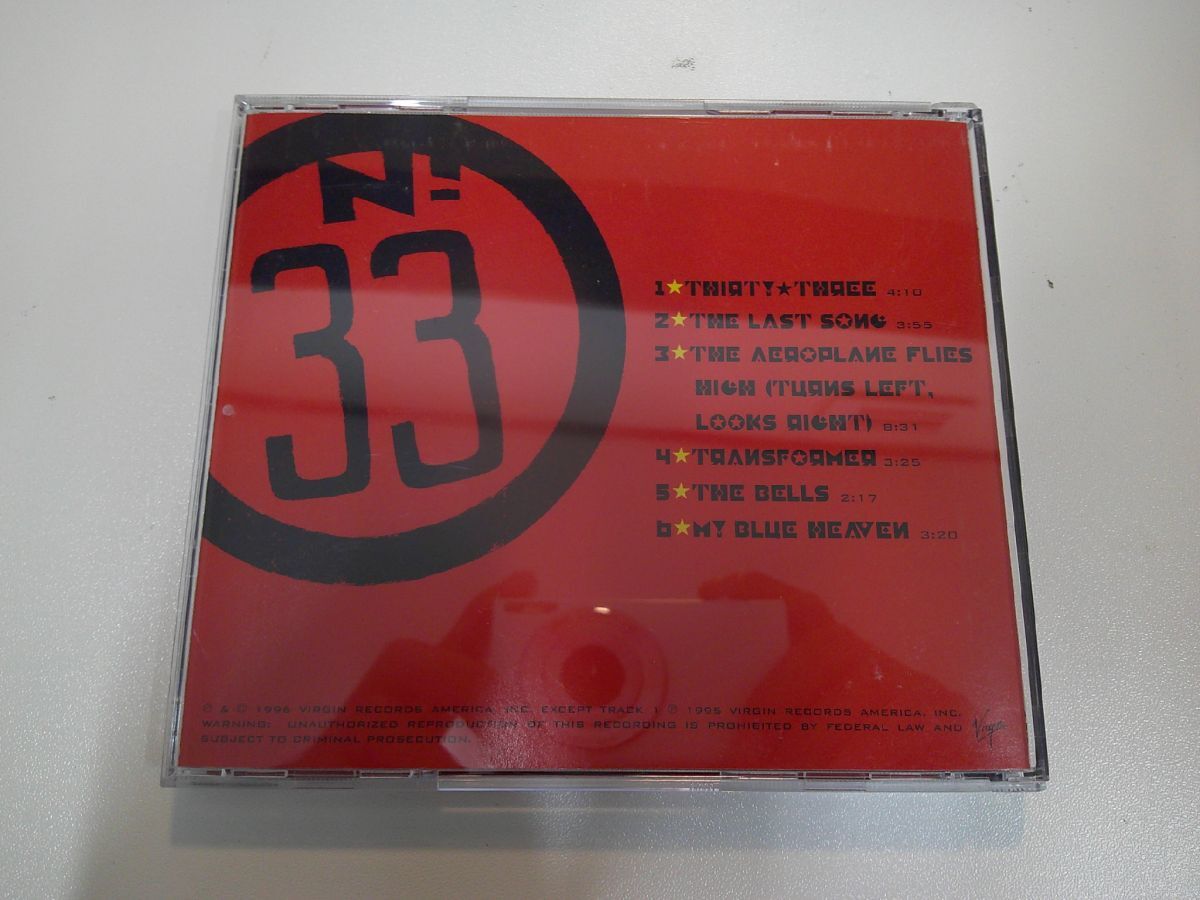 Nº
33
1★THIRTY★THREE 4:10
2★THE LAST SONG 3:55
3★THE AEROPLANE FLIES
HIGH (TURNS LEFT,
LOOKS RIGHT) 8:31
4★TRANSFORMER 3:25
5★THE BELLS 2:17
6★MY BLUE HEAVEN 3:20
℗ & © 1996 VIRGIN RECORDS AMERICA, INC. EXCEPT TRACK 1 ℗ 1995 VIRGIN RECORDS AMERICA, INC.
WARNING: UNAUTHORIZED REPRODUCTION OF THIS RECORDING IS PROHIBITED BY FEDERAL LAW AND
SUBJECT TO CRIMINAL PROSECUTION.
Virgin